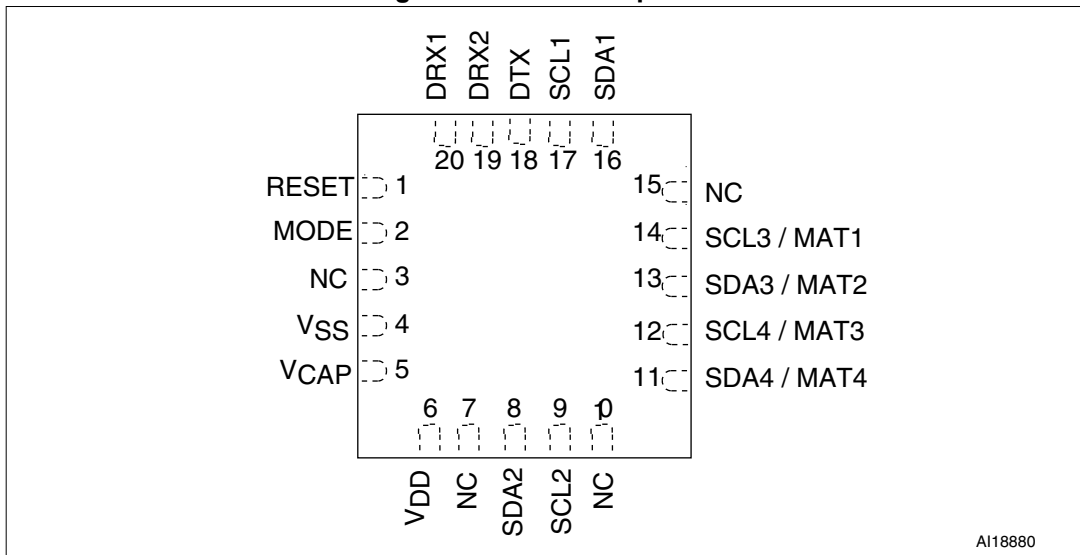 DRX1
DRX2
DTX
SCL1
SDA1
20
19
18
17
16
RESET 1
MODE 2
NC 3
VSS 4
VCAP 5
15 NC
14 SCL3 / MAT1
13 SDA3 / MAT2
12 SCL4 / MAT3
11 SDA4 / MAT4
6
7
8
9
10
VDD
NC
SDA2
SCL2
NC
AI18880